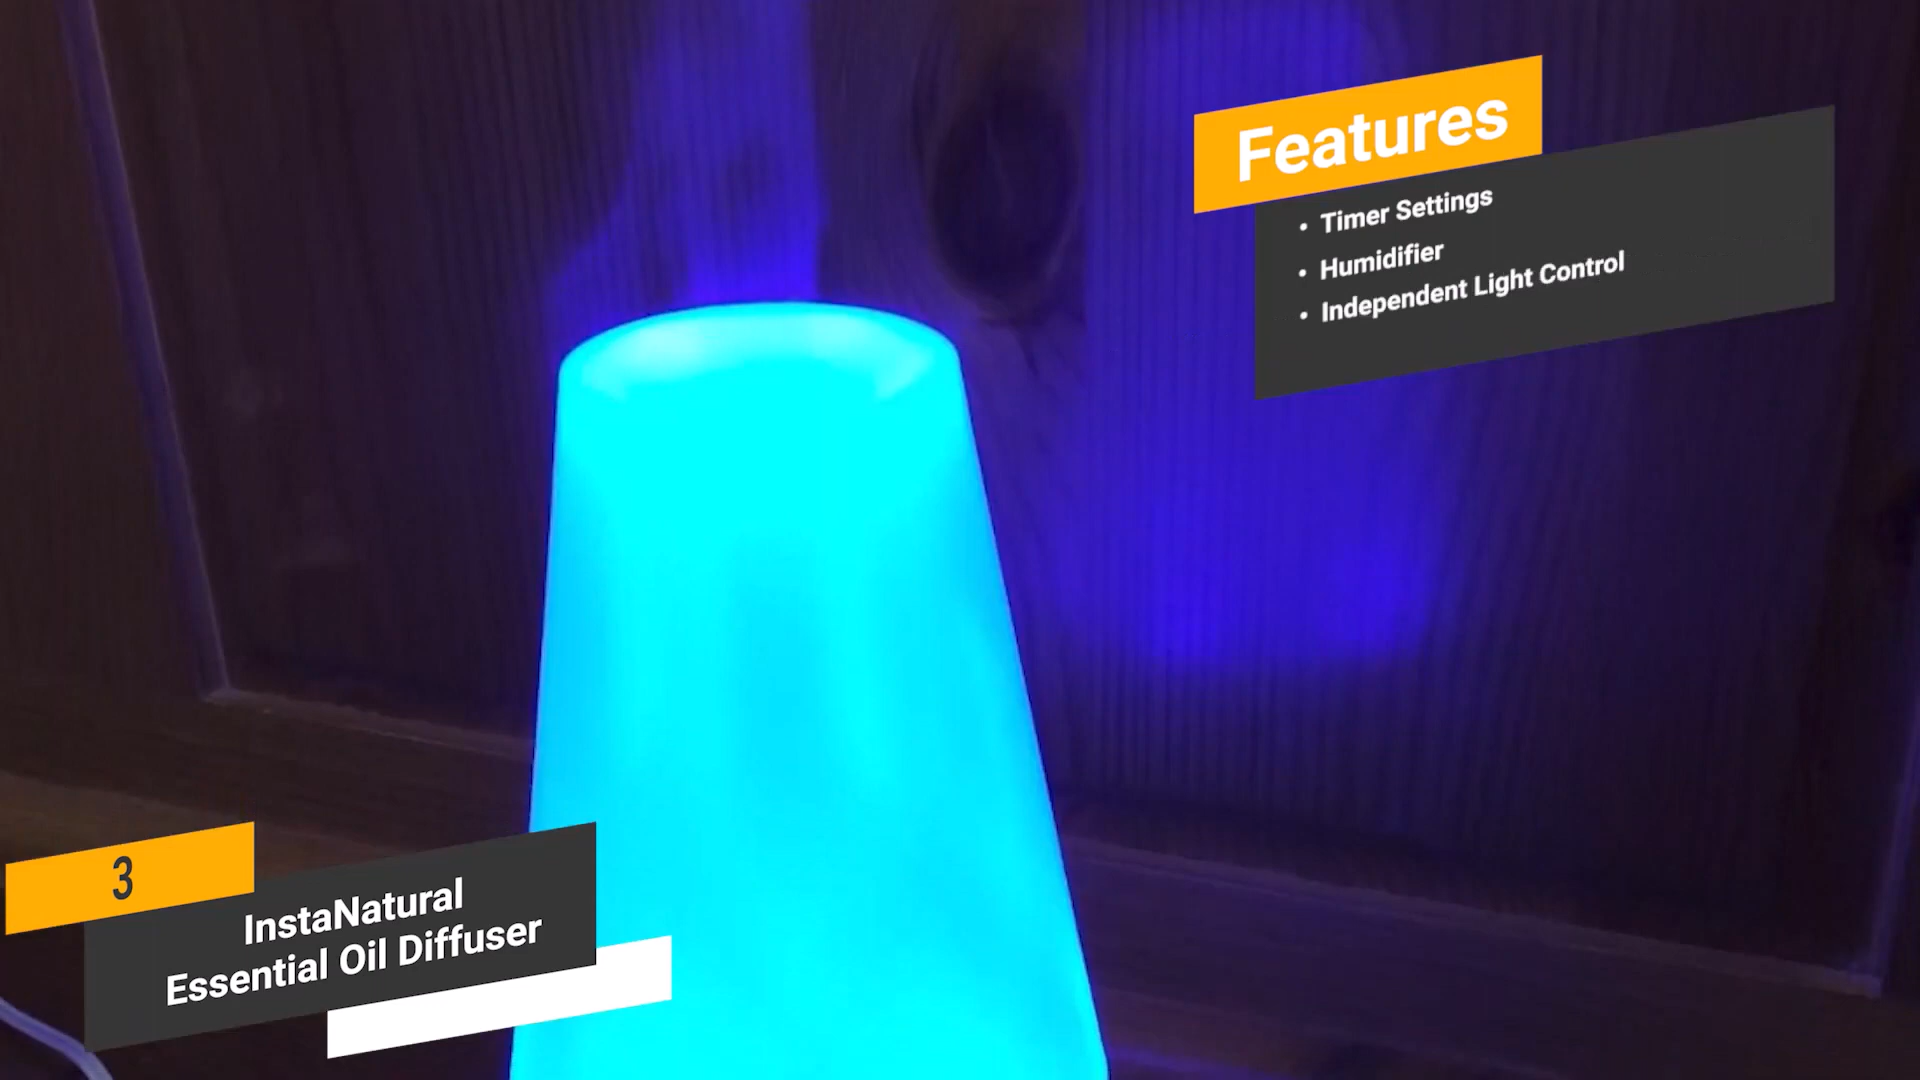 Features
• Timer Settings
• Humidifier
• Independent Light Control
3
InstaNatural
Essential Oil Diffuser